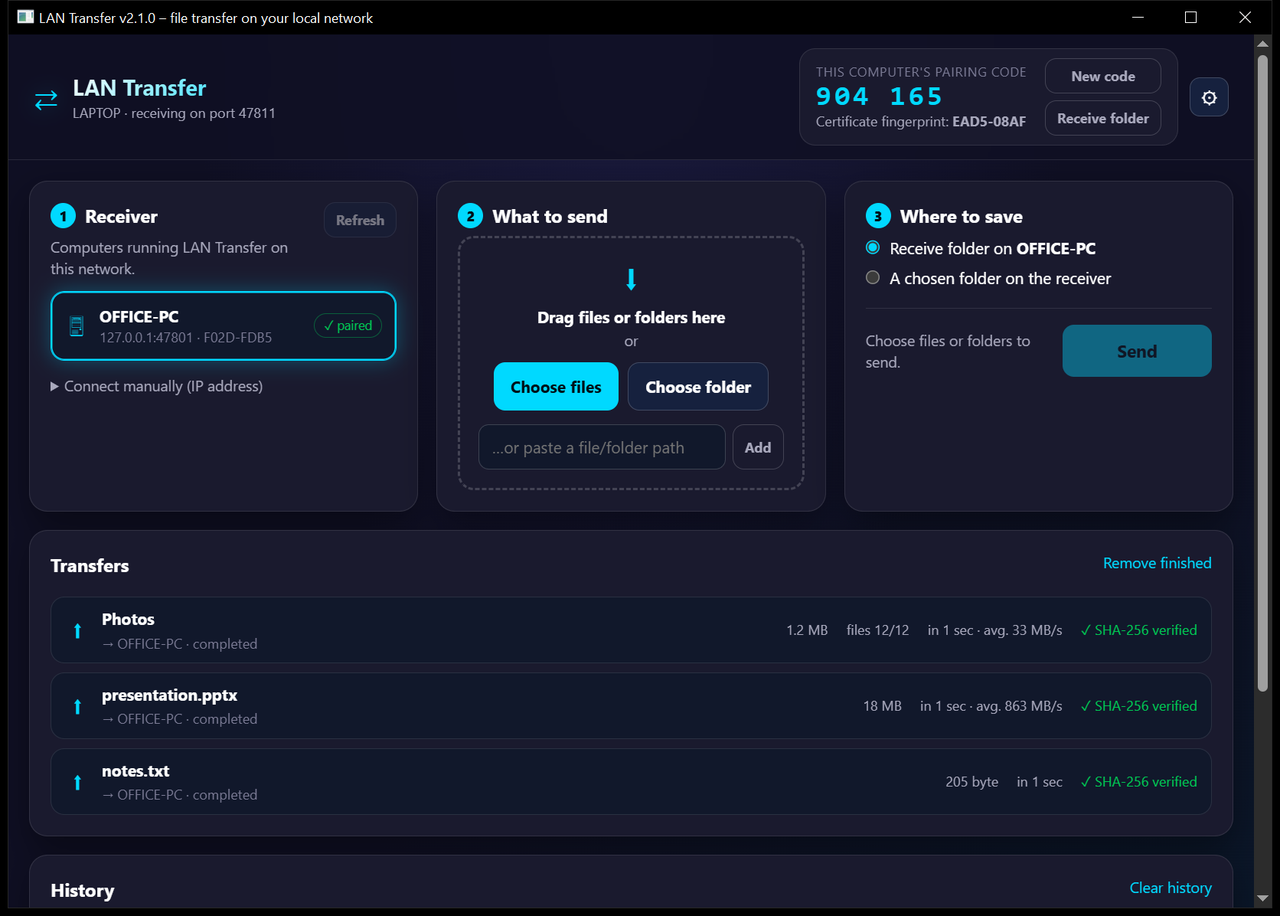 LAN Transfer v2.1.0 – file transfer on your local network
LAN Transfer
LAPTOP · receiving on port 47811
THIS COMPUTER'S PAIRING CODE
904 165
Certificate fingerprint: EAD5-08AF
New code
Receive folder
1 Receiver
Refresh
Computers running LAN Transfer on
this network.
OFFICE-PC
127.0.0.1:47801 · F02D-FDB5
✓ paired
▶ Connect manually (IP address)
2 What to send
Drag files or folders here
or
Choose files
Choose folder
...or paste a file/folder path
Add
3 Where to save
Receive folder on OFFICE-PC
A chosen folder on the receiver
Choose files or folders to
send.
Send
Transfers
Remove finished
Photos
→ OFFICE-PC · completed
1.2 MB files 12/12 in 1 sec · avg. 33 MB/s ✓ SHA-256 verified
presentation.pptx
→ OFFICE-PC · completed
18 MB in 1 sec · avg. 863 MB/s ✓ SHA-256 verified
notes.txt
→ OFFICE-PC · completed
205 byte in 1 sec ✓ SHA-256 verified
History
Clear history